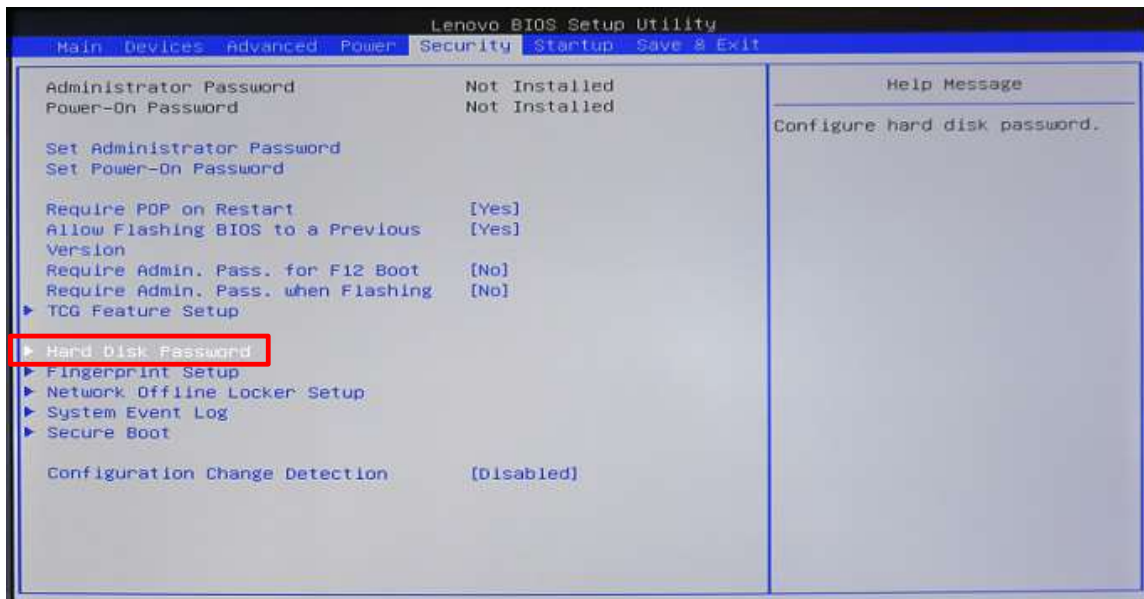 Lenovo BIOS Setup Utility
Main Devices Advanced Power Security Startup Save & Exit
Administrator Password Not Installed
Power-On Password Not Installed
Set Administrator Password
Set Power-On Password
Require POP on Restart [Yes]
Allow Flashing BIOS to a Previous [Yes]
Version
Require Admin. Pass. for F12 Boot [No]
Require Admin. Pass. when Flashing [No]
TCG Feature Setup
Hard Disk Password
Fingerprint Setup
Network Offline Locker Setup
System Event Log
Secure Boot
Configuration Change Detection [Disabled]
Help Message
Configure hard disk password.